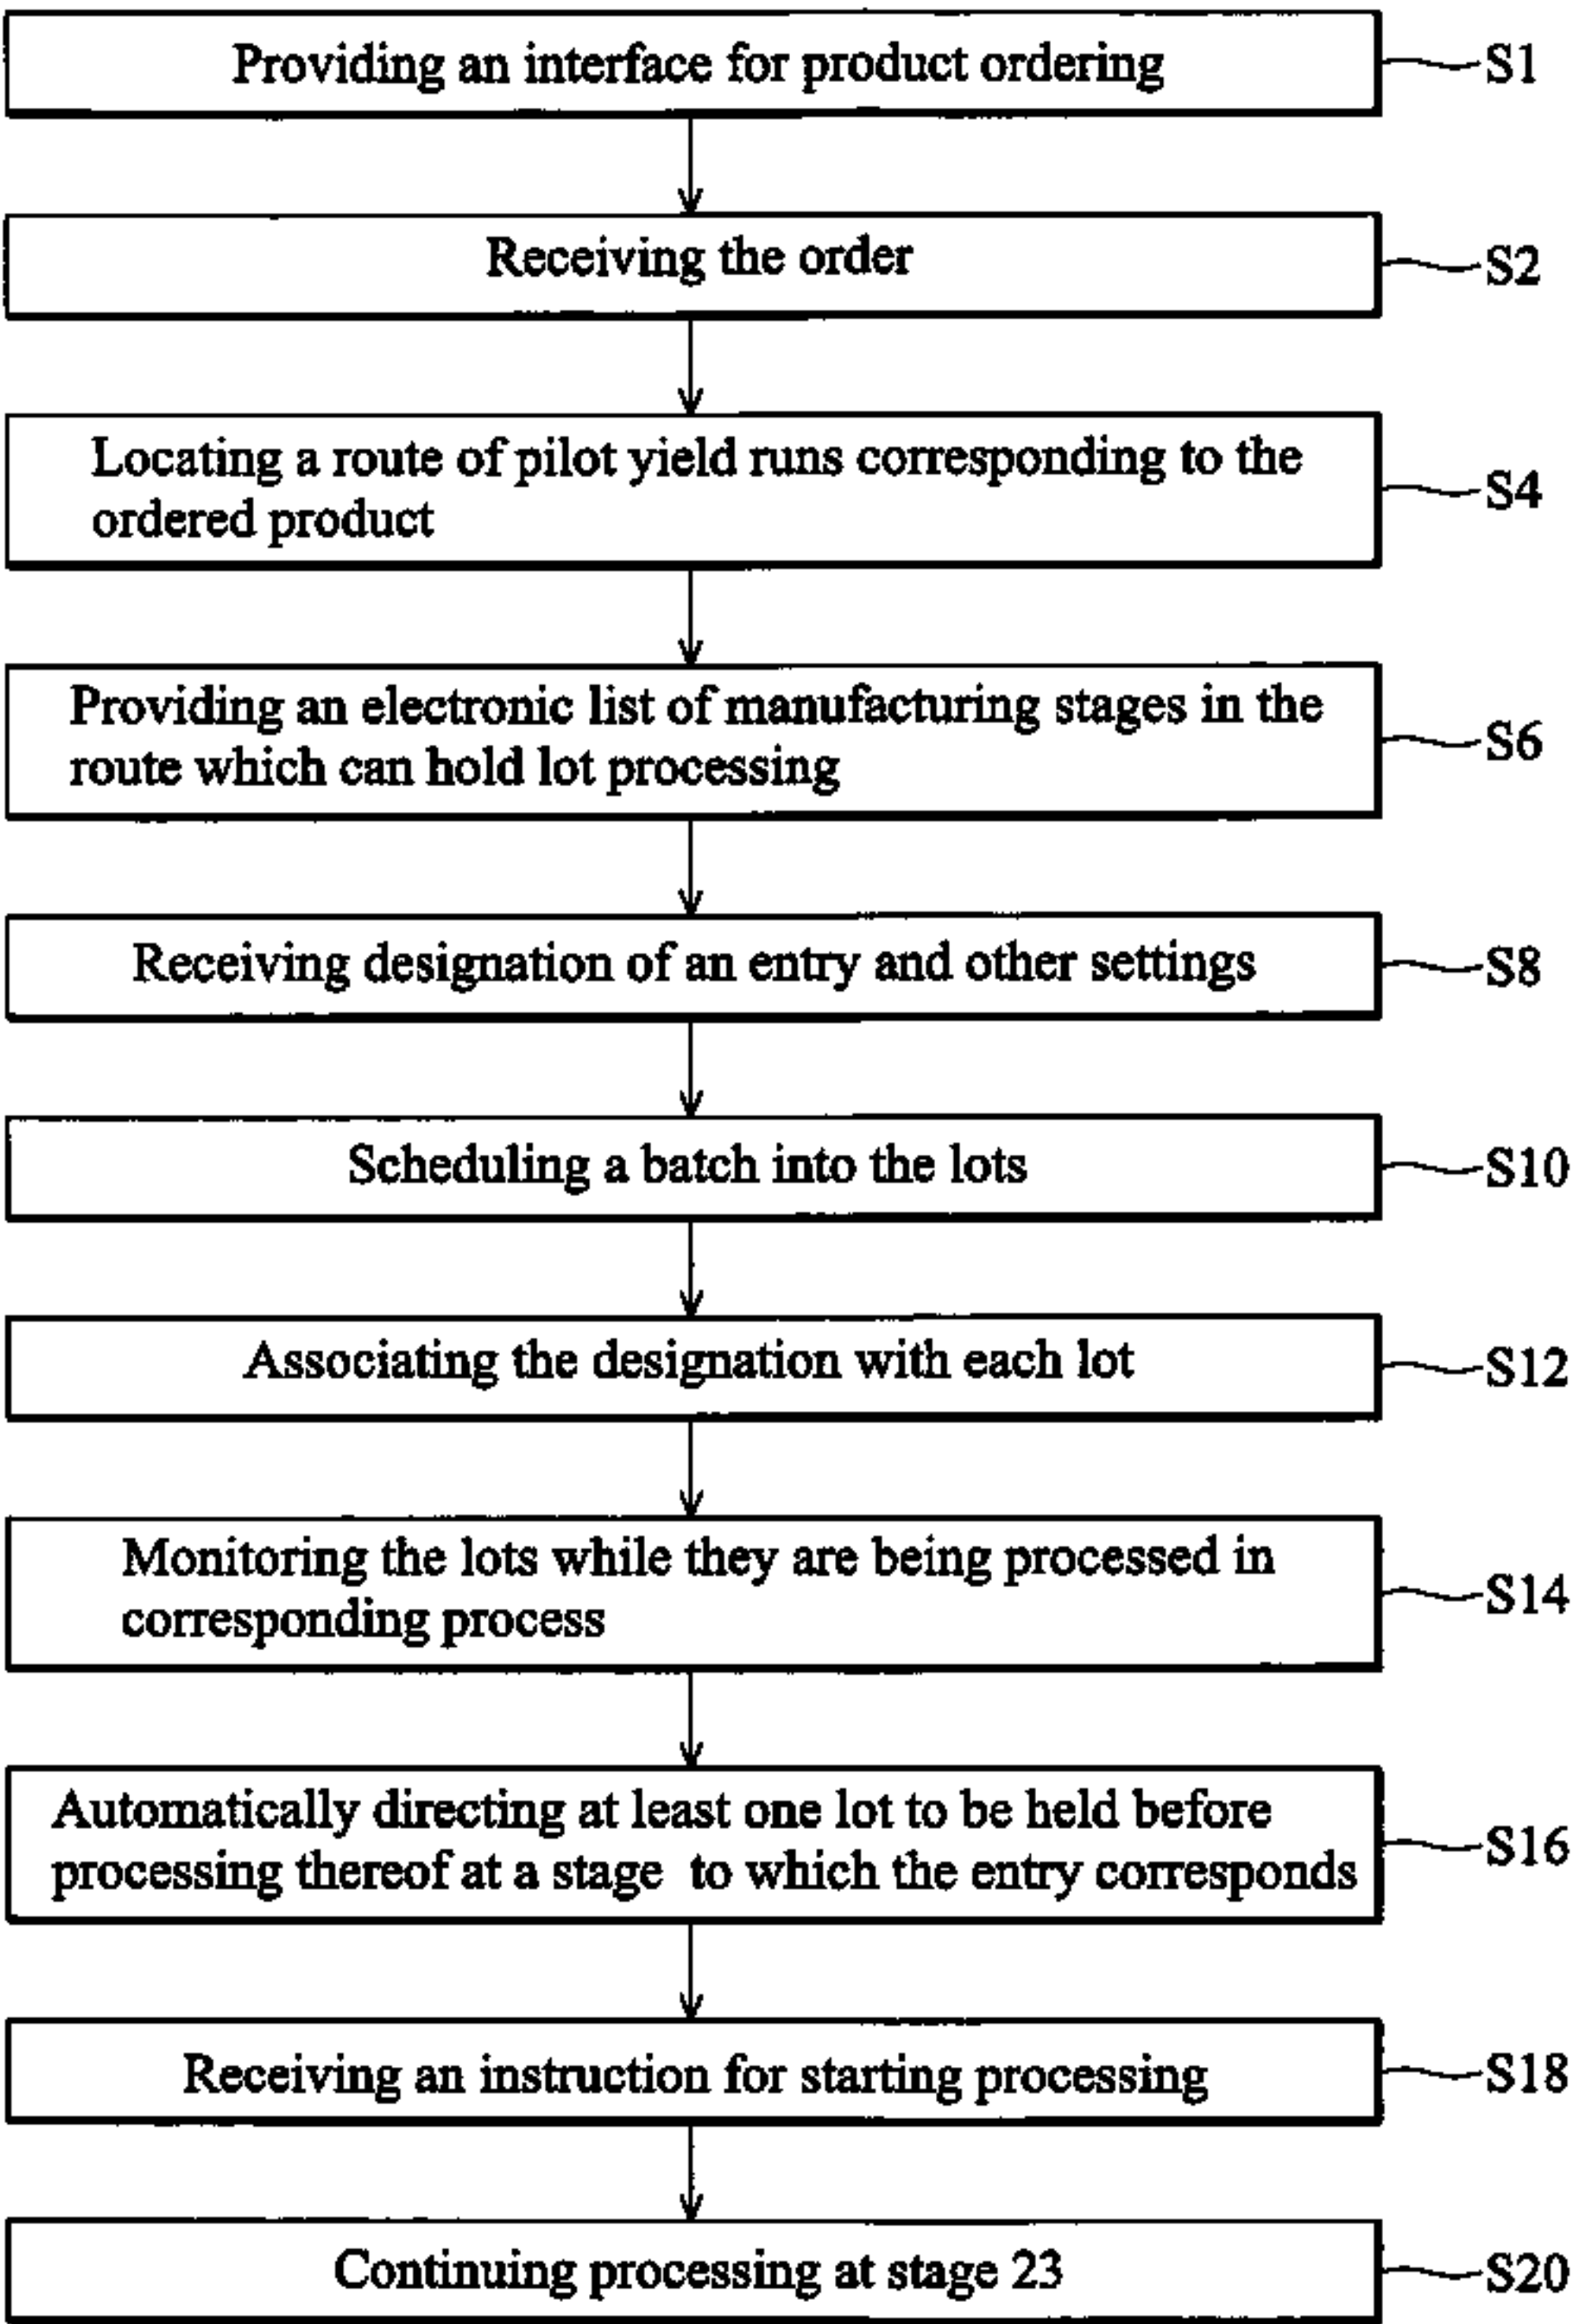 Providing an interface for product ordering
S1
Receiving the order
S2
Locating a route of pilot yield runs corresponding to the
ordered product
S4
Providing an electronic list of manufacturing stages in the
route which can hold lot processing
S6
Receiving designation of an entry and other settings
S8
Scheduling a batch into the lots
S10
Associating the designation with each lot
S12
Monitoring the lots while they are being processed in
corresponding process
S14
Automatically directing at least one lot to be held before
processing thereof at a stage to which the entry corresponds
S16
Receiving an instruction for starting processing
S18
Continuing processing at stage 23
S20